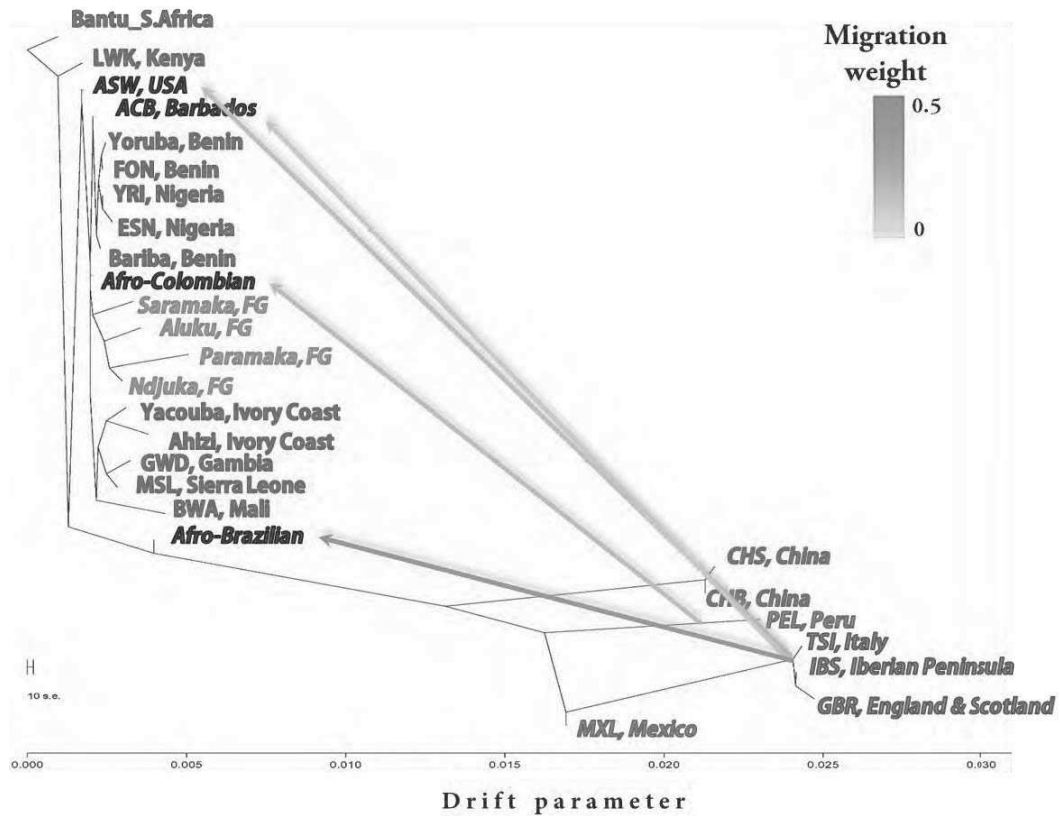 Bantu_S.Africa
Migration
weight
LWK, Kenya
ASW, USA
ACB, Barbados
0.5
Yoruba, Benin
FON, Benin
YRI, Nigeria
ESN, Nigeria
0
Bariba, Benin
Afro-Colombian
Saramaka, FG
Aluku, FG
Paramaka, FG
Ndjuka, FG
Yacouba, Ivory Coast
Ahizi, Ivory Coast
GWD, Gambia
MSL, Sierra Leone
BWA, Mali
Afro-Brazilian
CHS, China
CHB, China
PEL, Peru
TSI, Italy
IBS, Iberian Peninsula
10 s.e.
GBR, England & Scotland
MXL, Mexico
0.000 0.005 0.010 0.015 0.020 0.025 0.030
Drift parameter